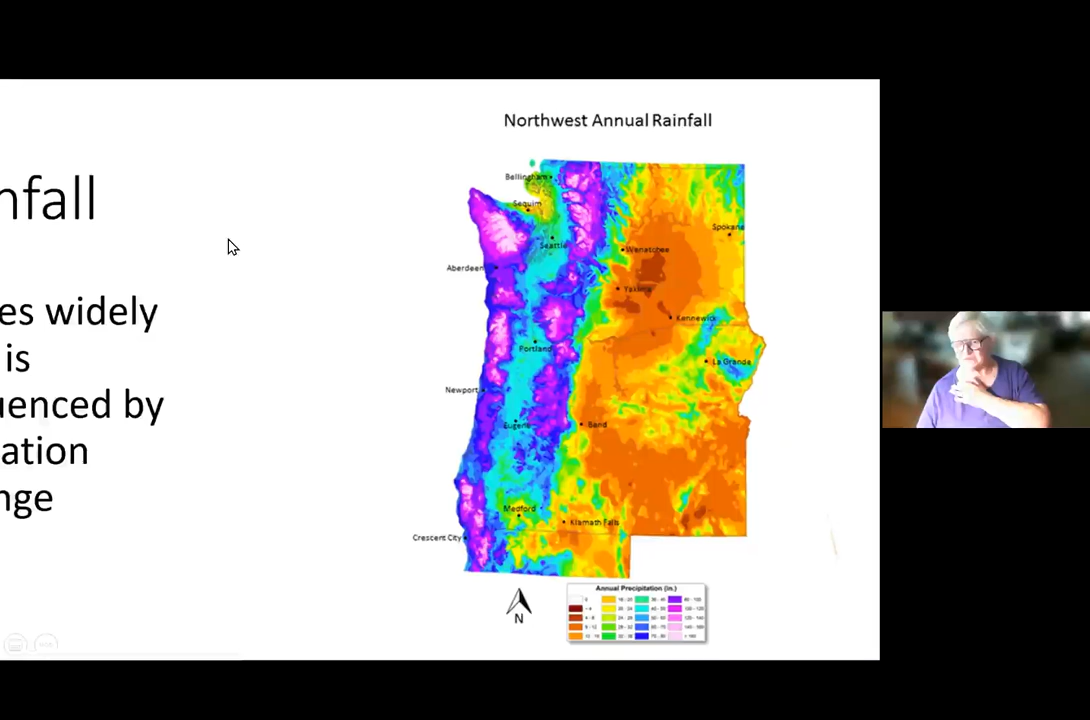 Northwest Annual Rainfall
nfall
es widely
is
uenced by
ation
nge
Bellingham
Sequim
Seattle
Spokane
Wenatchee
Aberdeen
Yakima
Kennewick
Portland
La Grande
Newport
Eugene
Bend
Medford
Klamath Falls
Crescent City
N
Annual Precipitation (in.)